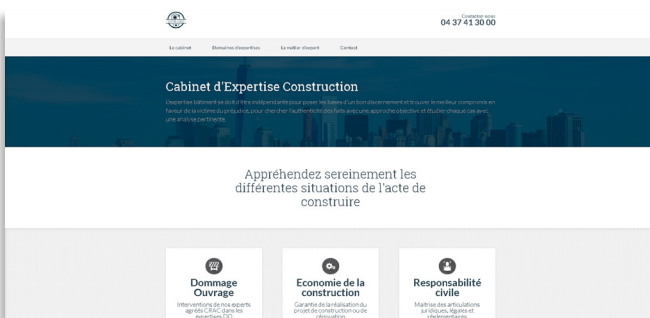 Contactez-nous
04 37 41 30 00
Le cabinet Domaines d'expertises Le métier d'expert Contact
Cabinet d'Expertise Construction
L'expertise bâtiment se doit d'être indépendante pour poser les bases d'un bon discernement et trouver le meilleur compromis en
faveur de la victime du préjudice, pour chercher l'authenticité des faits avec une approche objective et étudier chaque cas avec
une analyse pertinente.
Appréhendez sereinement les
différentes situations de l'acte de
construire
Dommage
Ouvrage
Interventions de nos experts
agréés CRAC dans les
expertises DO
Economie de la
construction
Garantie de la réalisation du
projet de construction ou de
rénovation
Responsabilité
civile
Maîtrise des articulations
juridiques, légales et
réglementaires